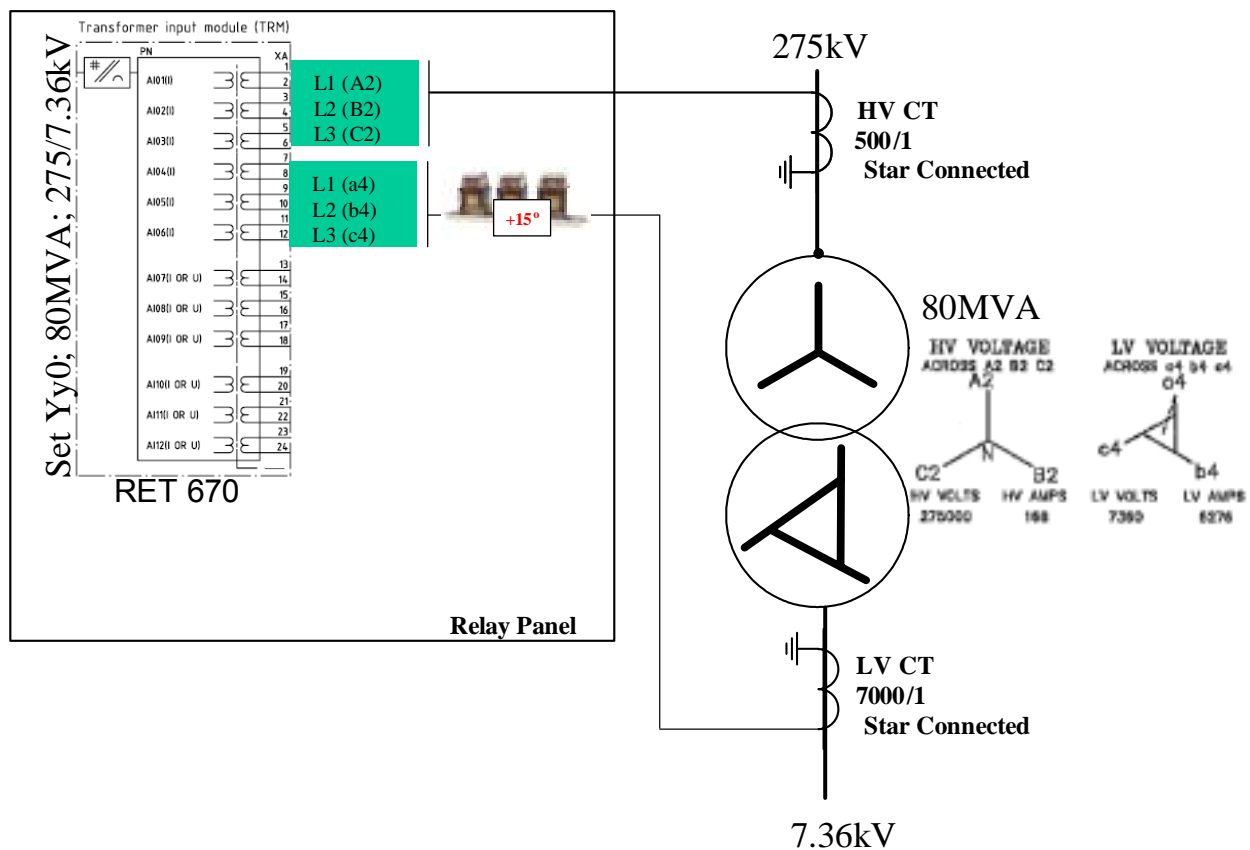 Transformer input module (TRM)
Set Yy0; 80MVA; 275/7.36kV
PN
XA
#
AI01(I)
AI02(I)
AI03(I)
AI04(I)
AI05(I)
AI06(I)
AI07(I OR U)
AI08(I OR U)
AI09(I OR U)
AI10(I OR U)
AI11(I OR U)
AI12(I OR U)
1
2
3
4
5
6
7
8
9
10
11
12
13
14
15
16
17
18
19
20
21
22
23
24
L1 (A2)
L2 (B2)
L3 (C2)
L1 (a4)
L2 (b4)
L3 (c4)
+15º
RET 670
Relay Panel
275kV
HV CT
500/1
Star Connected
80MVA
HV VOLTAGE
ACROSS A2 B2 C2
A2
N
C2
B2
HV VOLTS HV AMPS
275000 168
LV VOLTAGE
ACROSS a4 b4 c4
a4
c4
b4
LV VOLTS LV AMPS
7360 6276
LV CT
7000/1
Star Connected
7.36kV